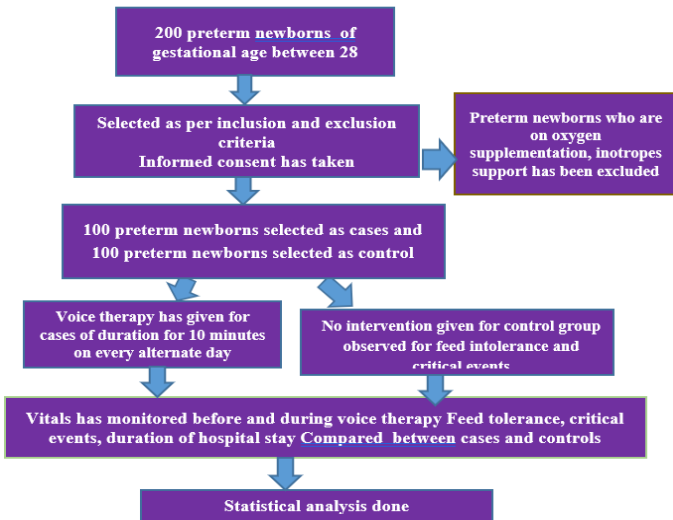 200 preterm newborns of
gestational age between 28
Selected as per inclusion and exclusion
criteria
Informed consent has taken
Preterm newborns who are
on oxygen
supplementation, inotropes
support has been excluded
100 preterm newborns selected as cases and
100 preterm newborns selected as control
Voice therapy has given for
cases of duration for 10 minutes
on every alternate day
No intervention given for control group
observed for feed intolerance and
critical events
Vitals has monitored before and during voice therapy Feed tolerance, critical
events, duration of hospital stay Compared between cases and controls
Statistical analysis done